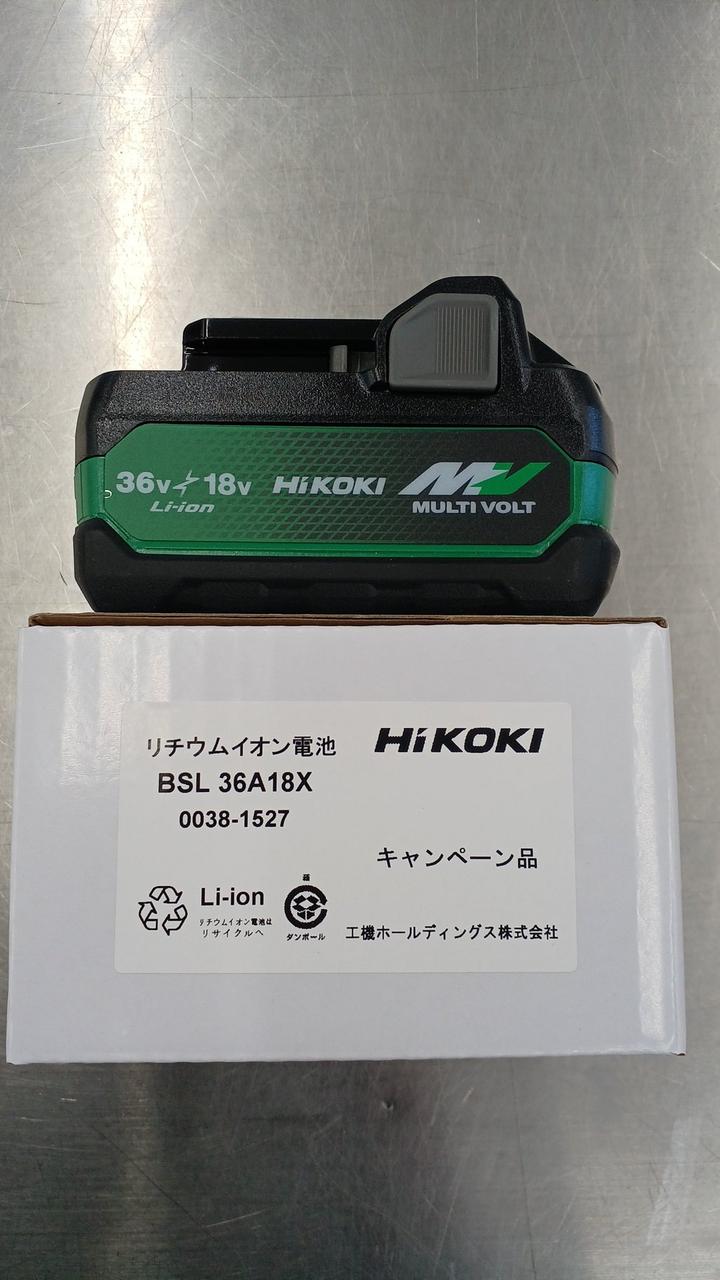 36V⚡18V
Li-ion
HiKOKI
MV
MULTI VOLT
リチウムイオン電池
HiKOKI
BSL 36A18X
0038-1527
キャンペーン品
Li-ion
リチウムイオン電池は
リサイクルへ
ダンボール
工機ホールディングス株式会社